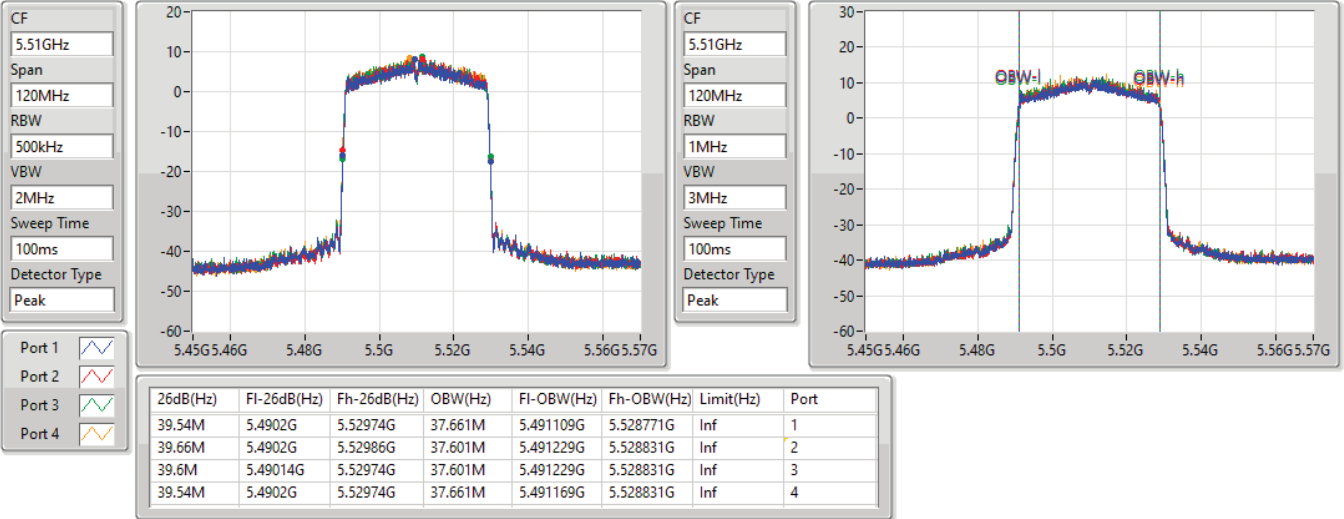 CF
5.51GHz
Span
120MHz
RBW
500kHz
VBW
2MHz
Sweep Time
100ms
Detector Type
Peak
20
10
0
-10
-20
-30
-40
-50
-60
5.45G 5.46G 5.48G 5.5G 5.52G 5.54G 5.56G 5.57G
CF
5.51GHz
Span
120MHz
RBW
1MHz
VBW
3MHz
Sweep Time
100ms
Detector Type
Peak
30
20
10
0
-10
-20
-30
-40
-50
-60
OBW-l OBW-h
5.45G 5.46G 5.48G 5.5G 5.52G 5.54G 5.56G 5.57G
Port 1
Port 2
Port 3
Port 4
26dB(Hz) Fl-26dB(Hz) Fh-26dB(Hz) OBW(Hz) Fl-OBW(Hz) Fh-OBW(Hz) Limit(Hz) Port
39.54M 5.4902G 5.52974G 37.661M 5.491109G 5.528771G Inf 1
39.66M 5.4902G 5.52986G 37.601M 5.491229G 5.528831G Inf 2
39.6M 5.49014G 5.52974G 37.601M 5.491229G 5.528831G Inf 3
39.54M 5.4902G 5.52974G 37.661M 5.491169G 5.528831G Inf 4